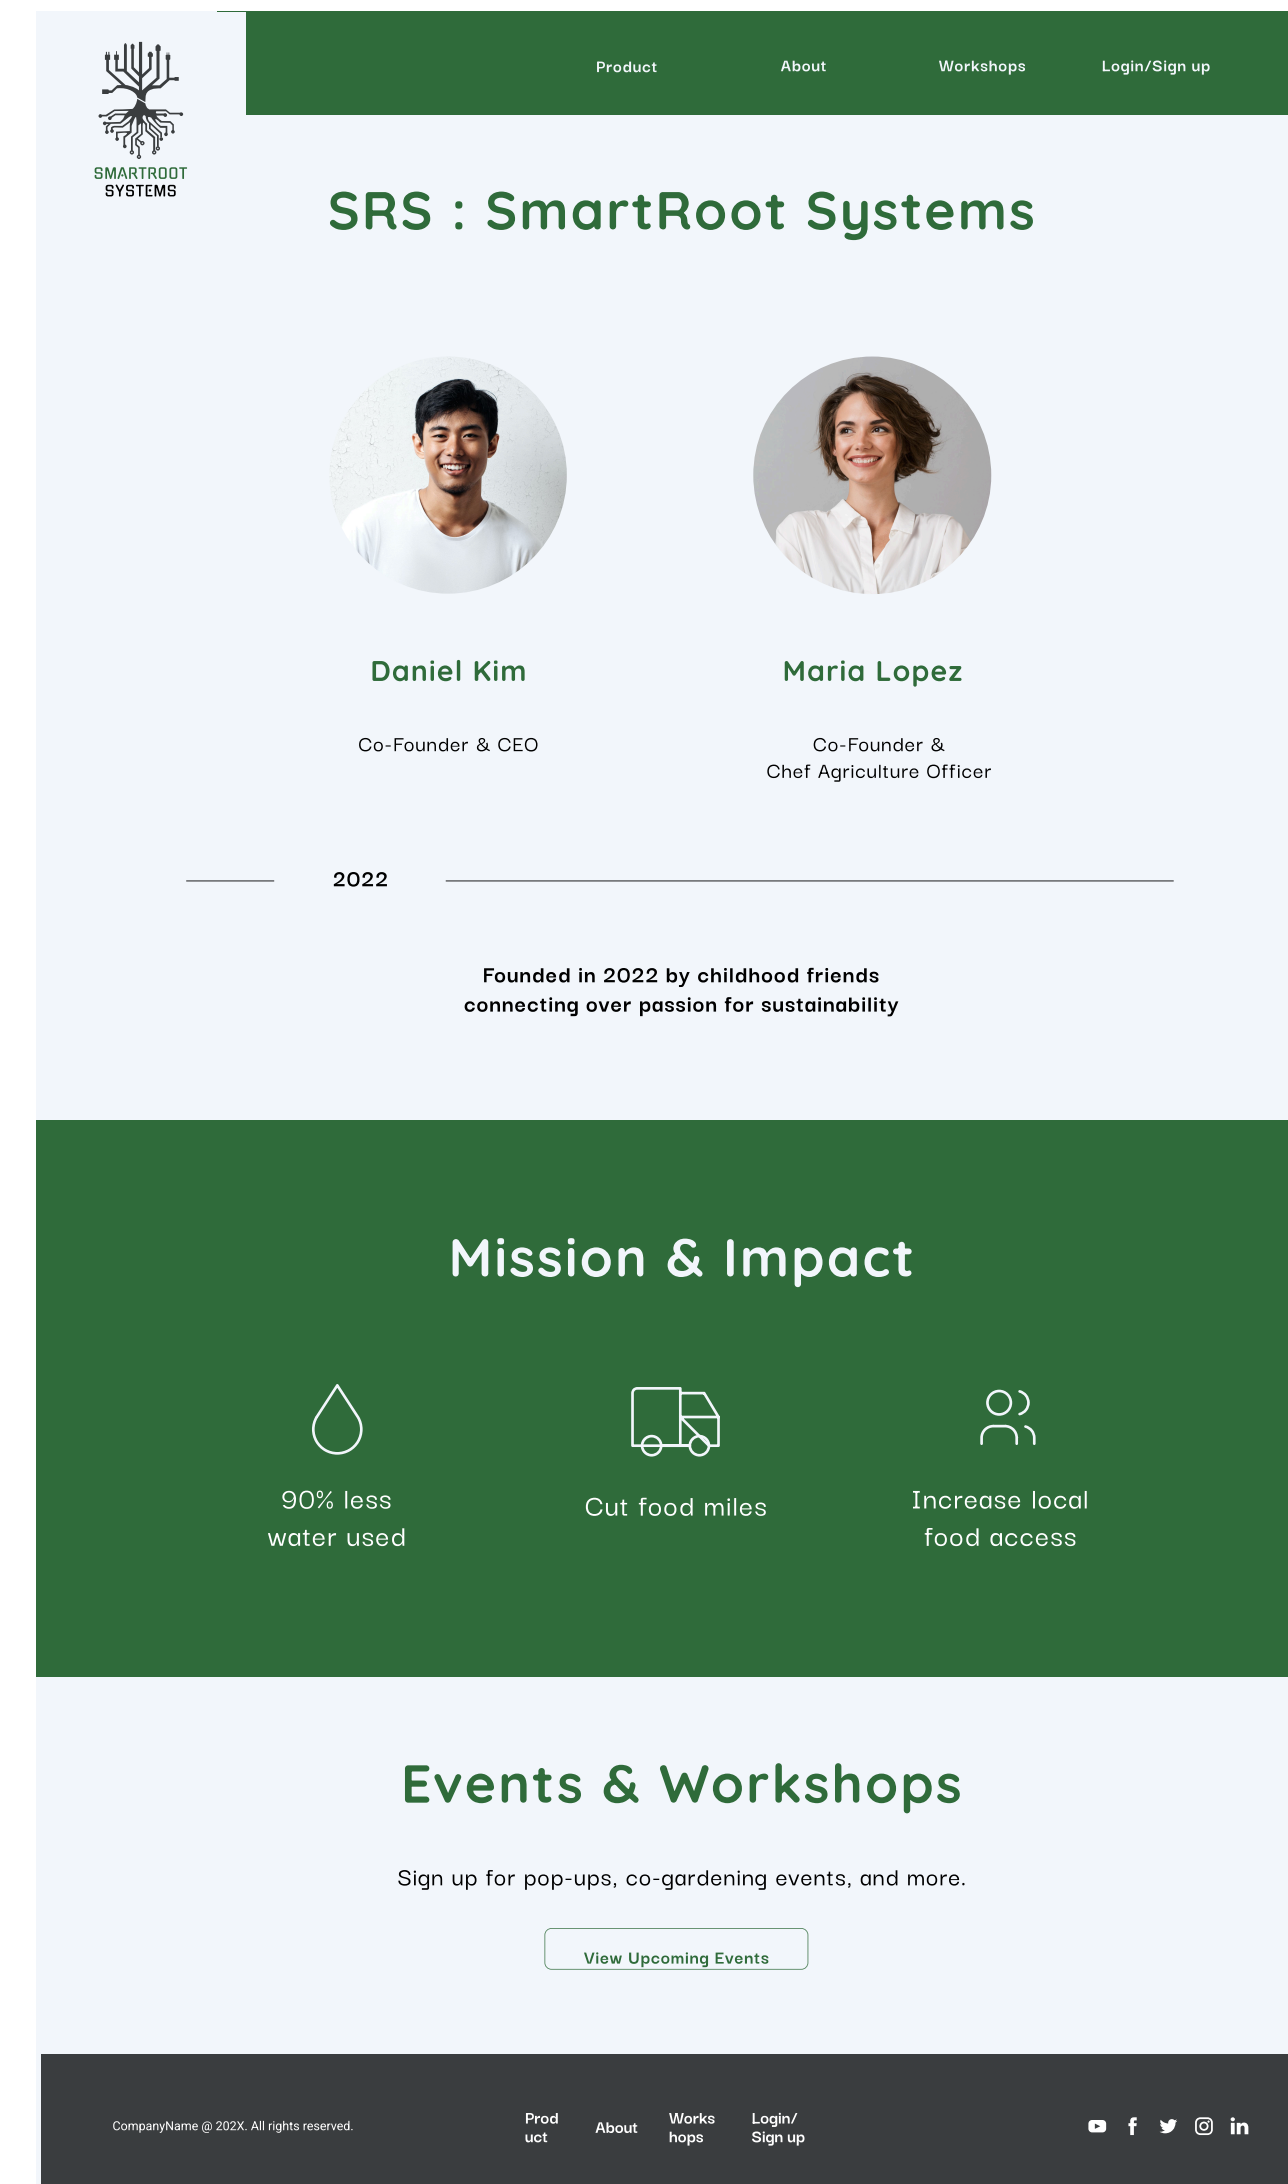 SMARTROOT
SYSTEMS
Product
About
Workshops
Login/Sign up
SRS : SmartRoot Systems
Daniel Kim
Co-Founder & CEO
Maria Lopez
Co-Founder &
Chef Agriculture Officer
2022
Founded in 2022 by childhood friends
connecting over passion for sustainability
Mission & Impact
90% less
water used
Cut food miles
Increase local
food access
Events & Workshops
Sign up for pop-ups, co-gardening events, and more.
View Upcoming Events
CompanyName @ 202X. All rights reserved.
Prod
uct
About
Works
hops
Login/
Sign up